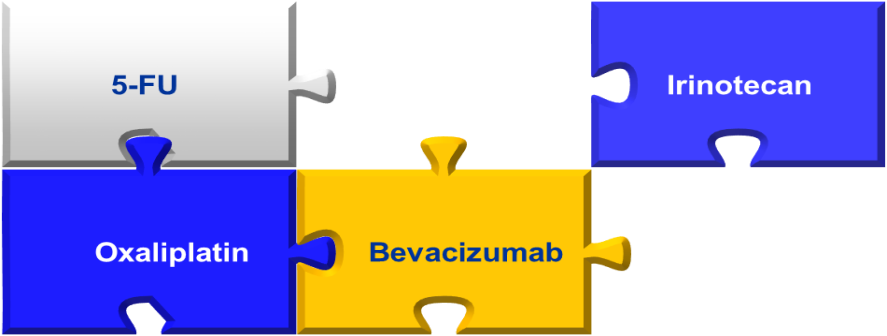 5-FU
Irinotecan
Oxaliplatin
Bevacizumab